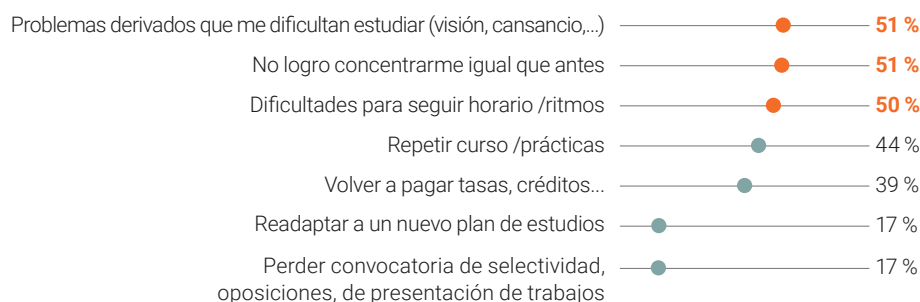 Problemas derivados que me dificultan estudiar (visión, cansancio,...) 51 %
No logro concentrarme igual que antes 51 %
Dificultades para seguir horario /ritmos 50 %
Repetir curso /prácticas 44 %
Volver a pagar tasas, créditos... 39 %
Readaptar a un nuevo plan de estudios 17 %
Perder convocatoria de selectividad, 17 %
oposiciones, de presentación de trabajos